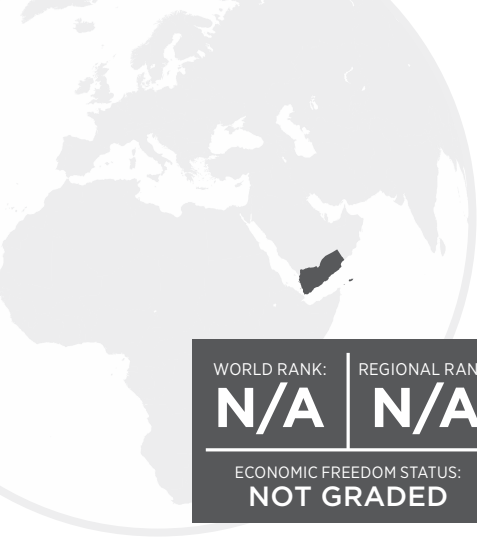 WORLD RANK:
N/A
REGIONAL RAN
N/A
ECONOMIC FREEDOM STATUS:
NOT GRADED